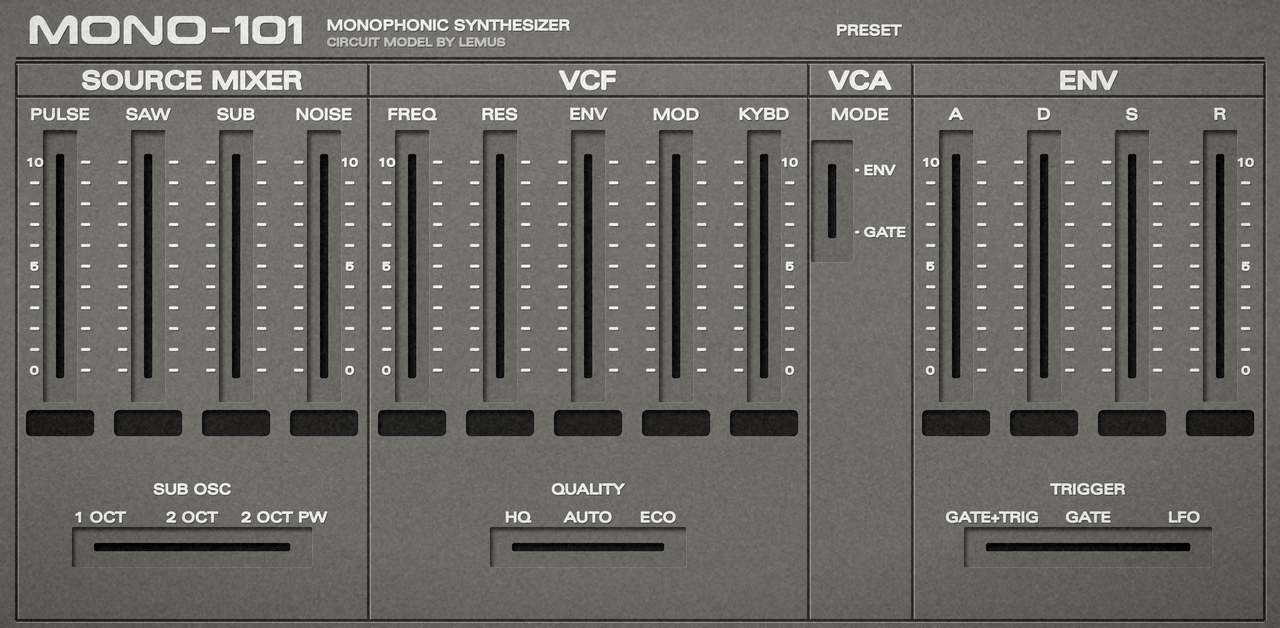 MONO-101
MONOPHONIC SYNTHESIZER
CIRCUIT MODEL BY LEMUS
PRESET
SOURCE MIXER
VCF
VCA
ENV
PULSE SAW SUB NOISE
FREQ RES ENV MOD KYBD
MODE
A D S R
10 10 10 10 10 10
- ENV
- GATE
5 5 5 5 5 5
0 0 0 0 0 0
SUB OSC
1 OCT 2 OCT 2 OCT PW
QUALITY
HQ AUTO ECO
TRIGGER
GATE+TRIG GATE LFO